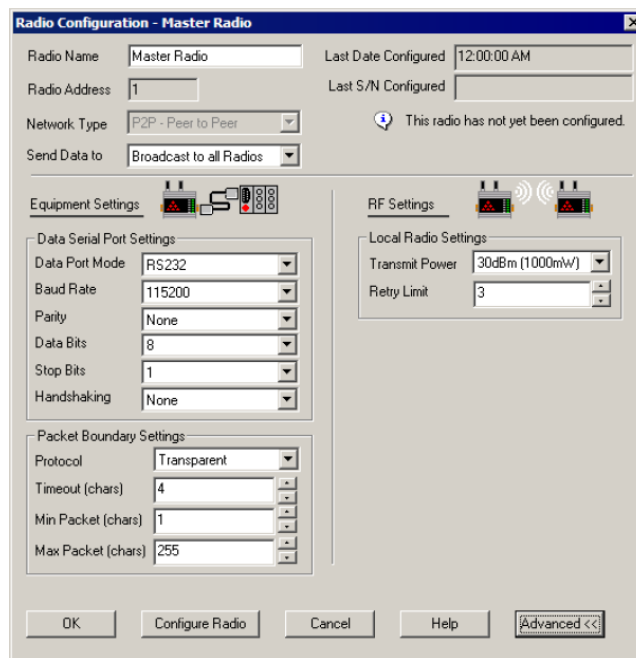 Radio Configuration - Master Radio
Radio Name Master Radio Last Date Configured 12:00:00 AM
Radio Address 1 Last S/N Configured
Network Type P2P - Peer to Peer This radio has not yet been configured.
Send Data to Broadcast to all Radios
Equipment Settings RF Settings
Data Serial Port Settings Local Radio Settings
Data Port Mode RS232 Transmit Power 30dBm (1000mW)
Baud Rate 115200 Retry Limit 3
Parity None
Data Bits 8
Stop Bits 1
Handshaking None
Packet Boundary Settings
Protocol Transparent
Timeout (chars) 4
Min Packet (chars) 1
Max Packet (chars) 255
OK Configure Radio Cancel Help Advanced <<